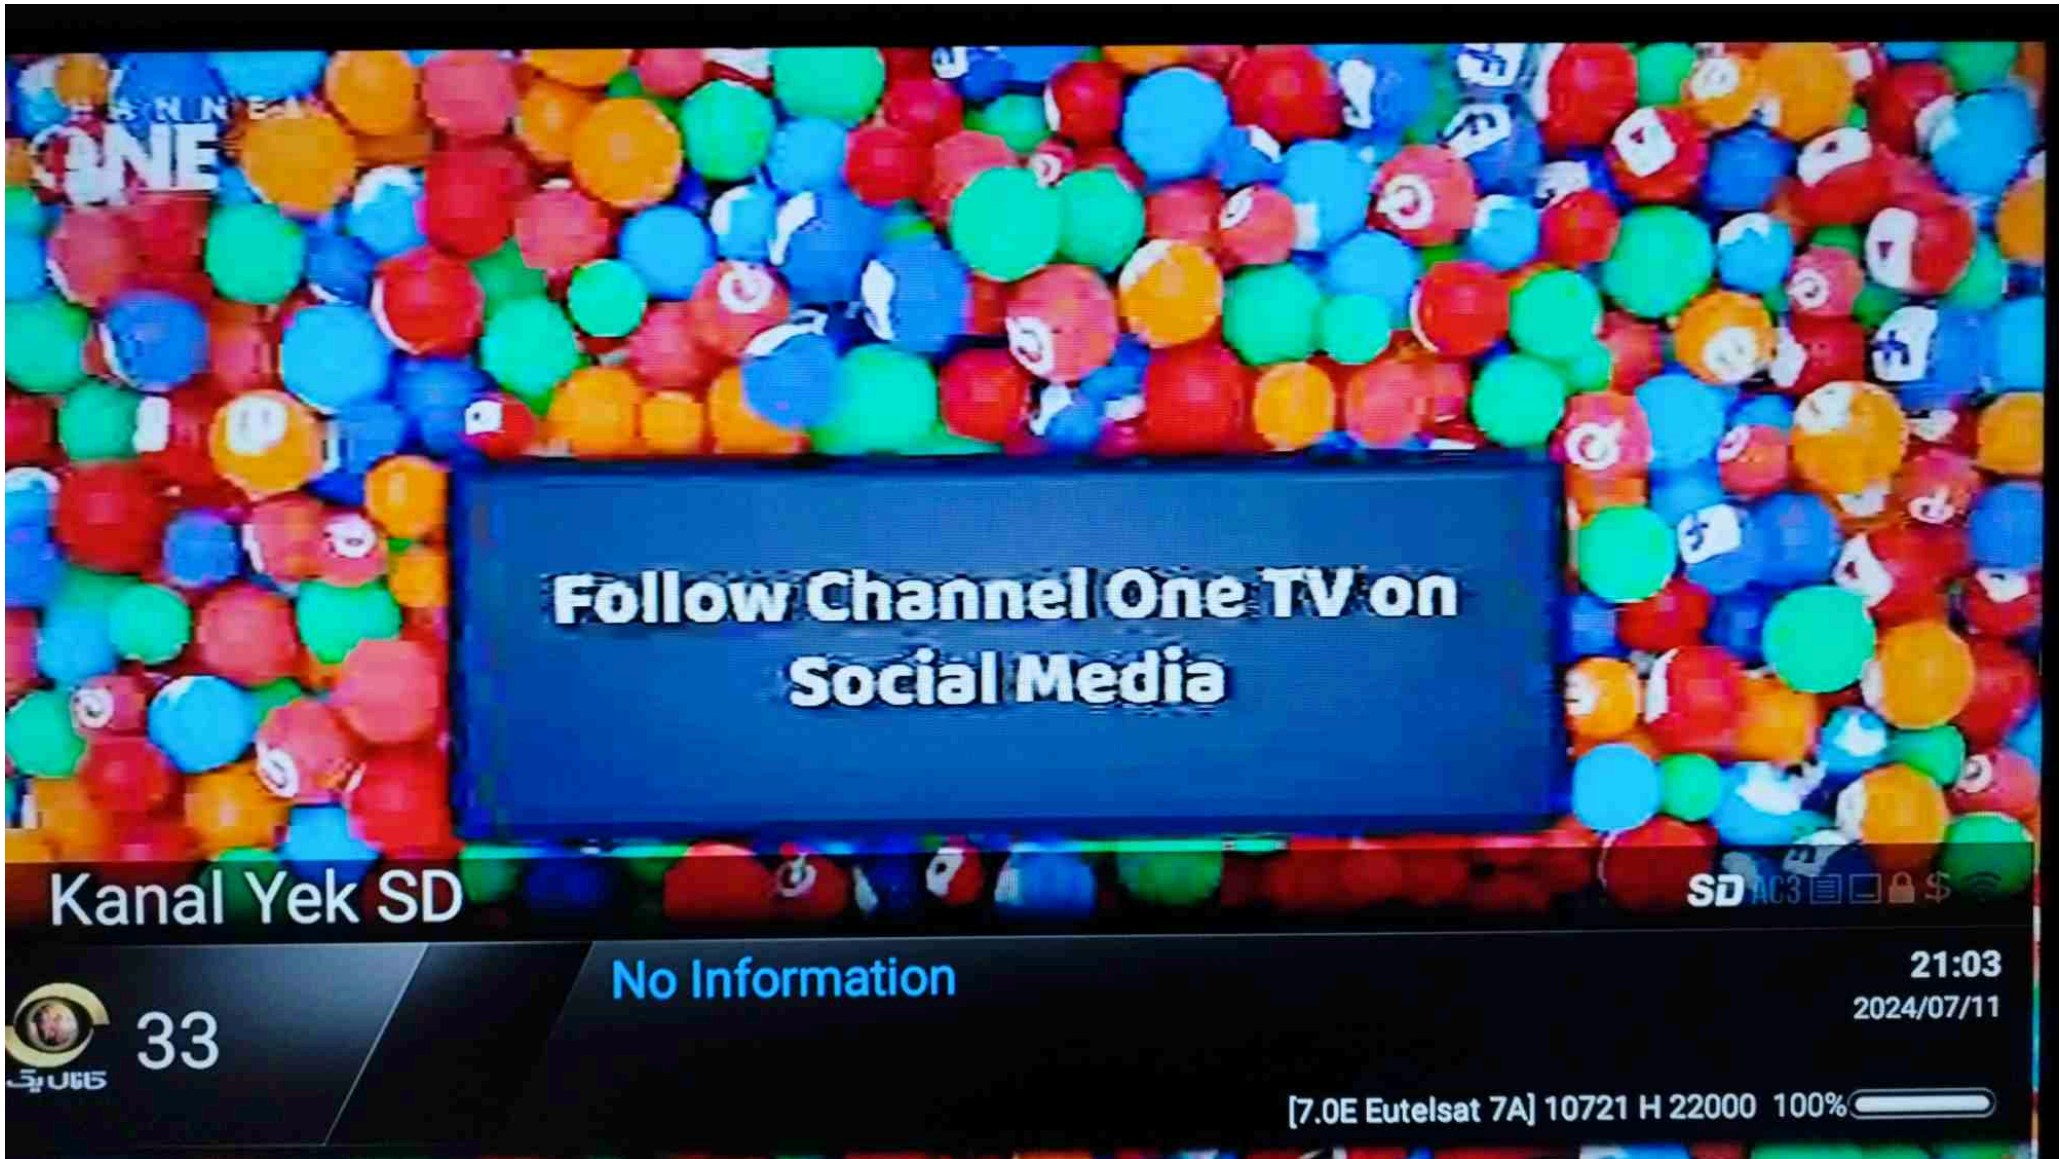 CHANNEL
ONE
Follow Channel One TV on
Social Media
Kanal Yek SD
SD AC3 $
No Information
21:03
2024/07/11
33
کانال یک
[7.0E Eutelsat 7A] 10721 H 22000 100%